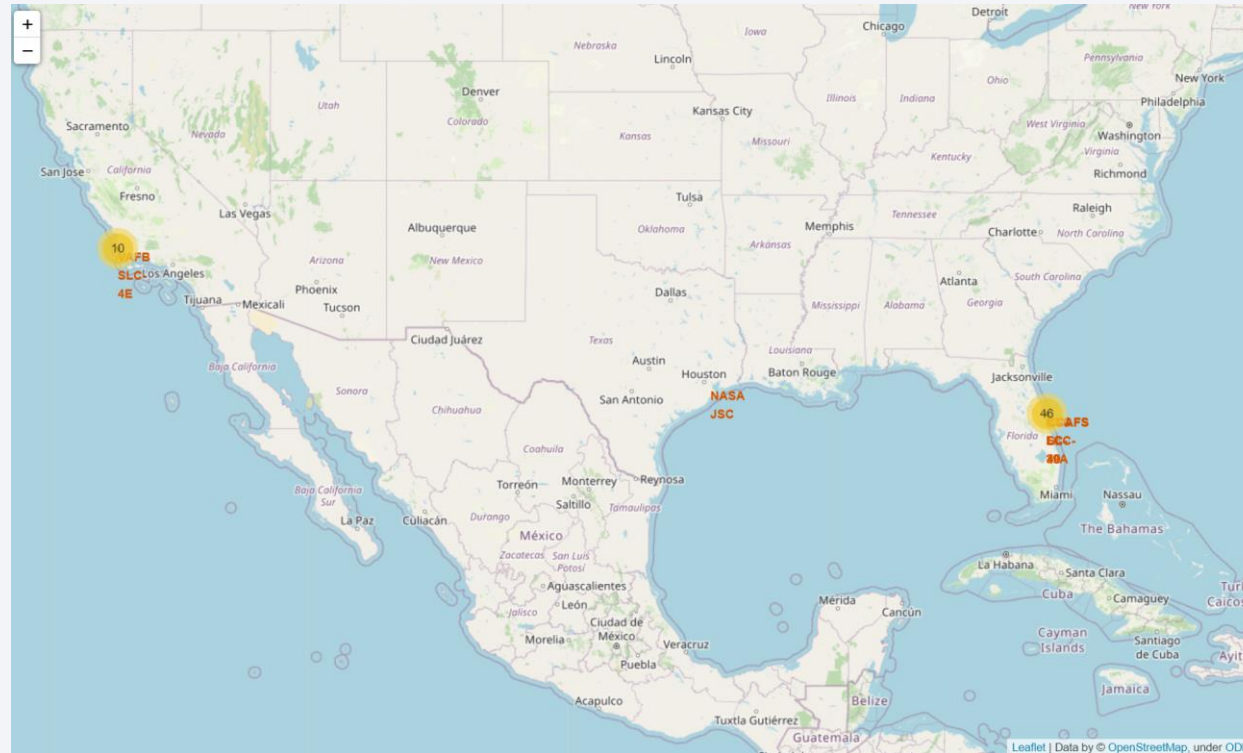 +
−
Detroit
New York
NEW YORK
Chicago
Iowa
Nebraska
Lincoln
Pennsylvania
New York
Ohio
Denver
Utah
Illinois
Indiana
Philadelphia
Sacramento
Nevada
Colorado
Kansas City
West Virginia
Washington
San Jose
California
Kansas
Missouri
Kentucky
Virginia
Richmond
Fresno
Las Vegas
Tulsa
Raleigh
Albuquerque
Oklahoma
Memphis
Tennessee
Charlotte
North Carolina
10
VAFB
SLC-
4E
Los Angeles
Arizona
New Mexico
Arkansas
South Carolina
Phoenix
Tucson
Dallas
Atlanta
Tijuana
Mexicali
Mississippi
Alabama
Georgia
Ciudad Juárez
Texas
Louisiana
Austin
Baja California
Houston
Baton Rouge
Jacksonville
Sonora
San Antonio
NASA
JSC
Chihuahua
46
Florida
Coahuila
Torreón
Monterrey
Reynosa
Miami
Nassau
Baja California
Sur
Saltillo
Durango
Tamaulipas
The Bahamas
La Paz
Culiacán
México
Zacatecas
San Luis
Potosí
La Habana
Santa Clara
Aguascalientes
Cuba
Camaguey
León
Mérida
Cancún
Jalisco
Ciudad de
México
Morelia
Veracruz
Cayman
Islands
Santiago
de Cuba
Puebla
Acapulco
Belize
Jamaica
Tuxtla Gutiérrez
Guatemala
Leaflet | Data by © OpenStreetMap, under OD